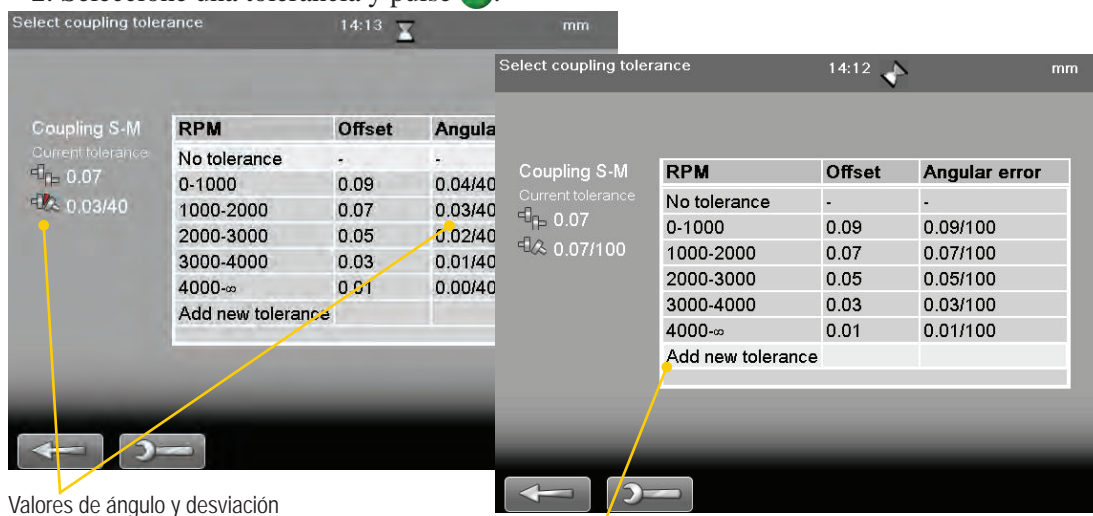 2. Seleccione una tolerancia y pulse .
Select coupling tolerance 14:13 mm
Coupling S-M
Current tolerance
0.07
0.03/40
RPM Offset Angula
No tolerance - -
0-1000 0.09 0.04/40
1000-2000 0.07 0.03/40
2000-3000 0.05 0.02/40
3000-4000 0.03 0.01/40
4000-∞ 0.01 0.00/40
Add new tolerance
Valores de ángulo y desviación
Select coupling tolerance 14:12 mm
Coupling S-M
Current tolerance
0.07
0.07/100
RPM Offset Angular error
No tolerance - -
0-1000 0.09 0.09/100
1000-2000 0.07 0.07/100
2000-3000 0.05 0.05/100
3000-4000 0.03 0.03/100
4000-∞ 0.01 0.01/100
Add new tolerance